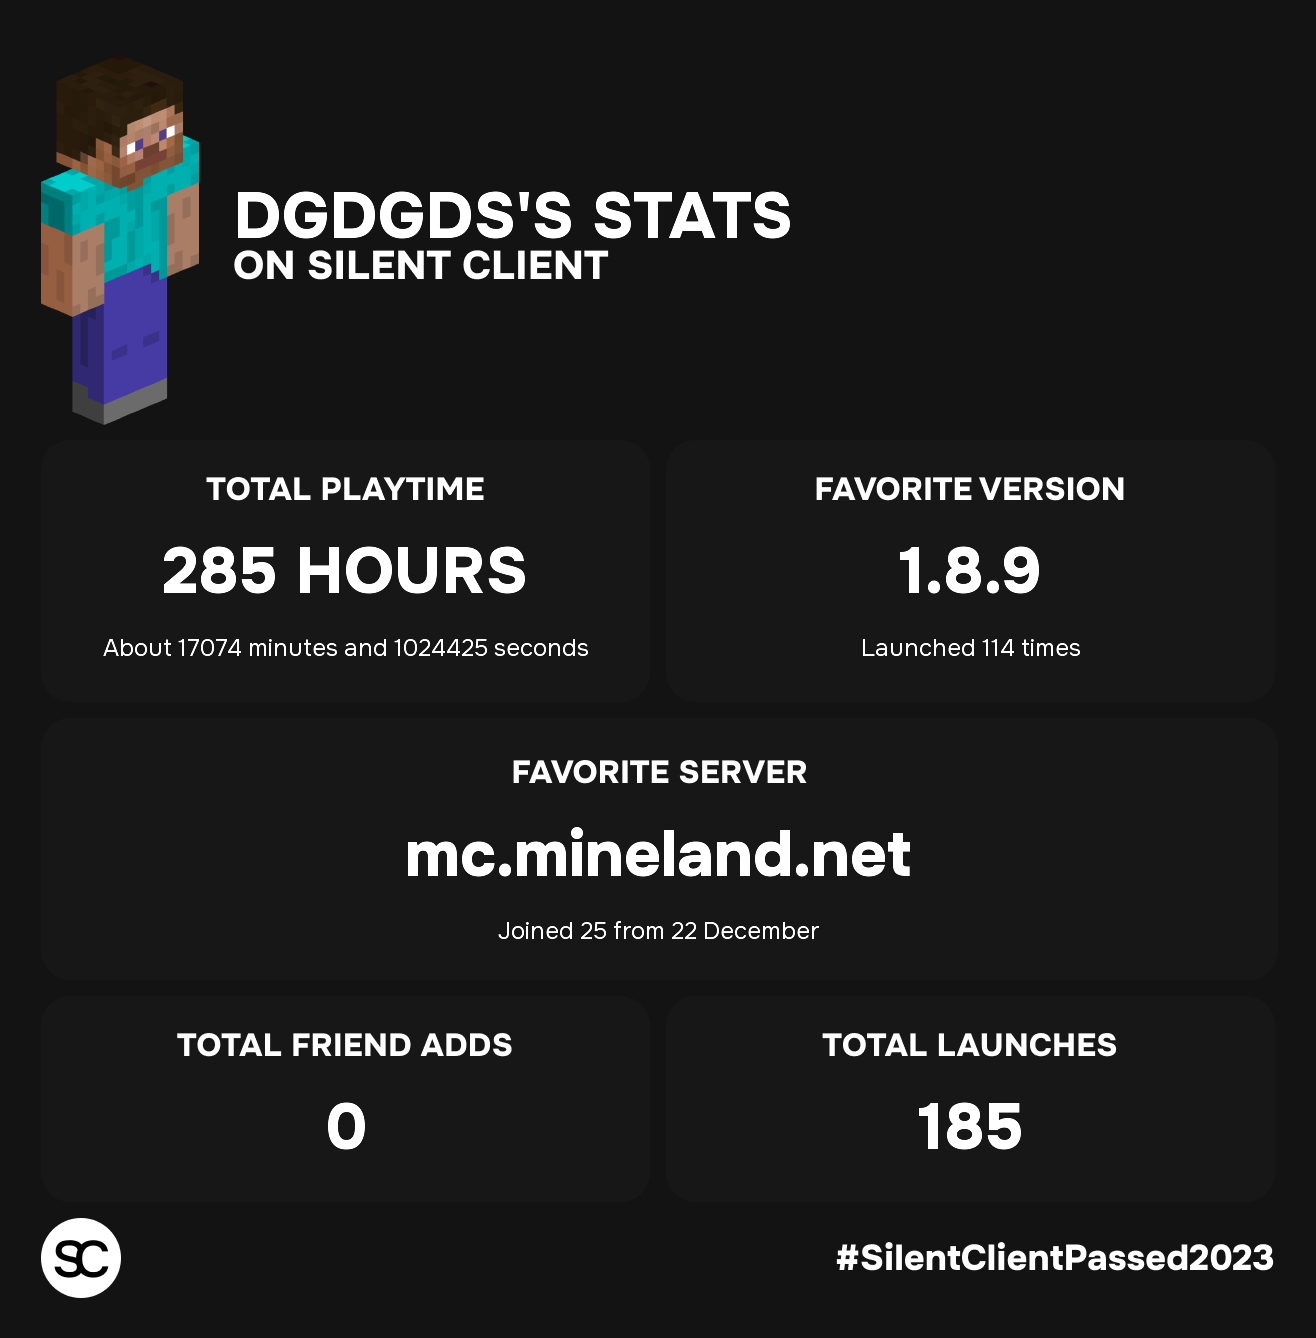 DGDGDS'S STATS
ON SILENT CLIENT
TOTAL PLAYTIME
285 HOURS
About 17074 minutes and 1024425 seconds
FAVORITE VERSION
1.8.9
Launched 114 times
FAVORITE SERVER
mc.mineland.net
Joined 25 from 22 December
TOTAL FRIEND ADDS
0
TOTAL LAUNCHES
185
SC
#SilentClientPassed2023